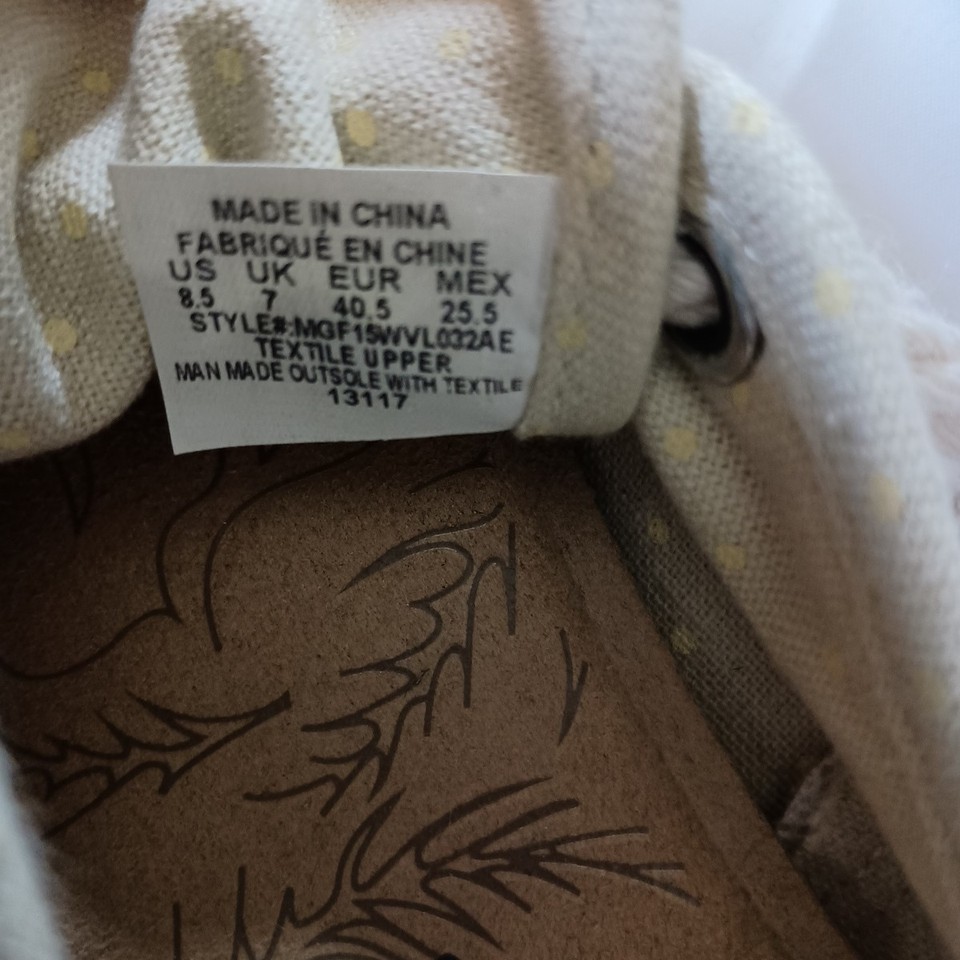 MADE IN CHINA
FABRIQUÉ EN CHINE
US UK EUR MEX
8.5 7 40.5 25.5
STYLE#:MGF15WVL032AE
TEXTILE UPPER
MAN MADE OUTSOLE WITH TEXTILE
13117